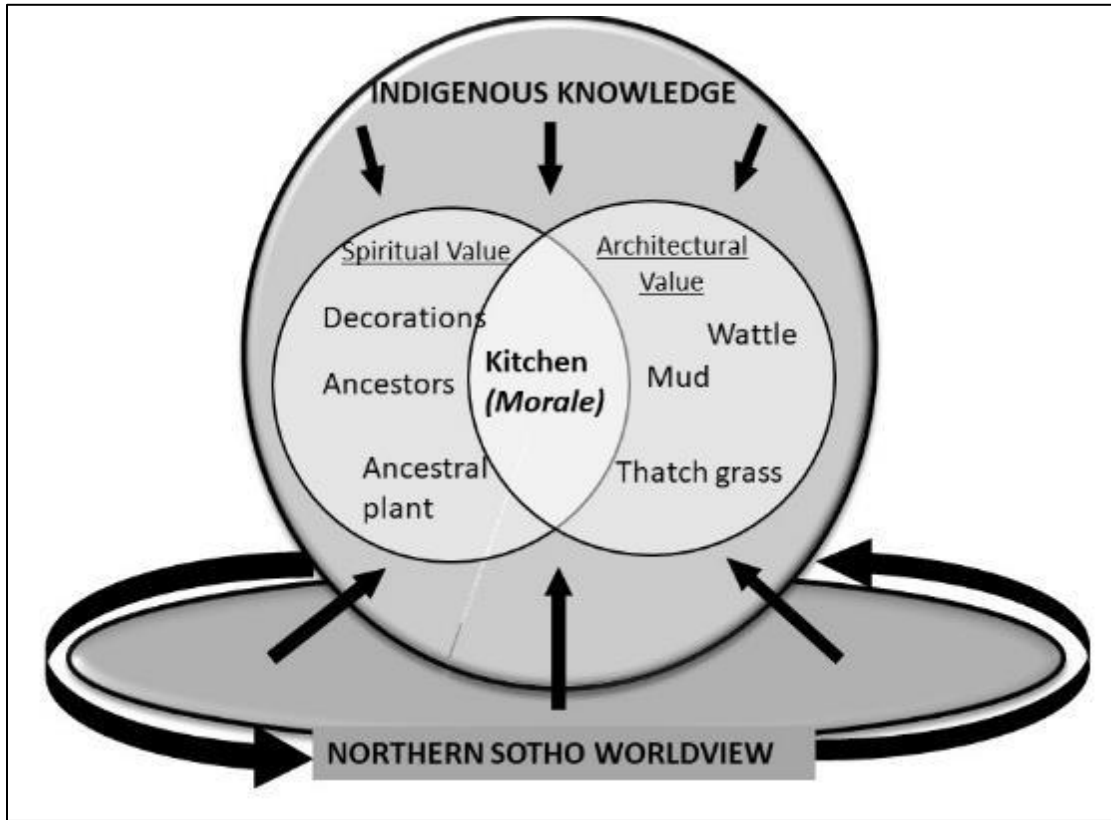 INDIGENOUS KNOWLEDGE
Spiritual Value
Decorations
Ancestors
Ancestral
plant
Kitchen
(Morale)
Architectural
Value
Wattle
Mud
Thatch grass
NORTHERN SOTHO WORLDVIEW